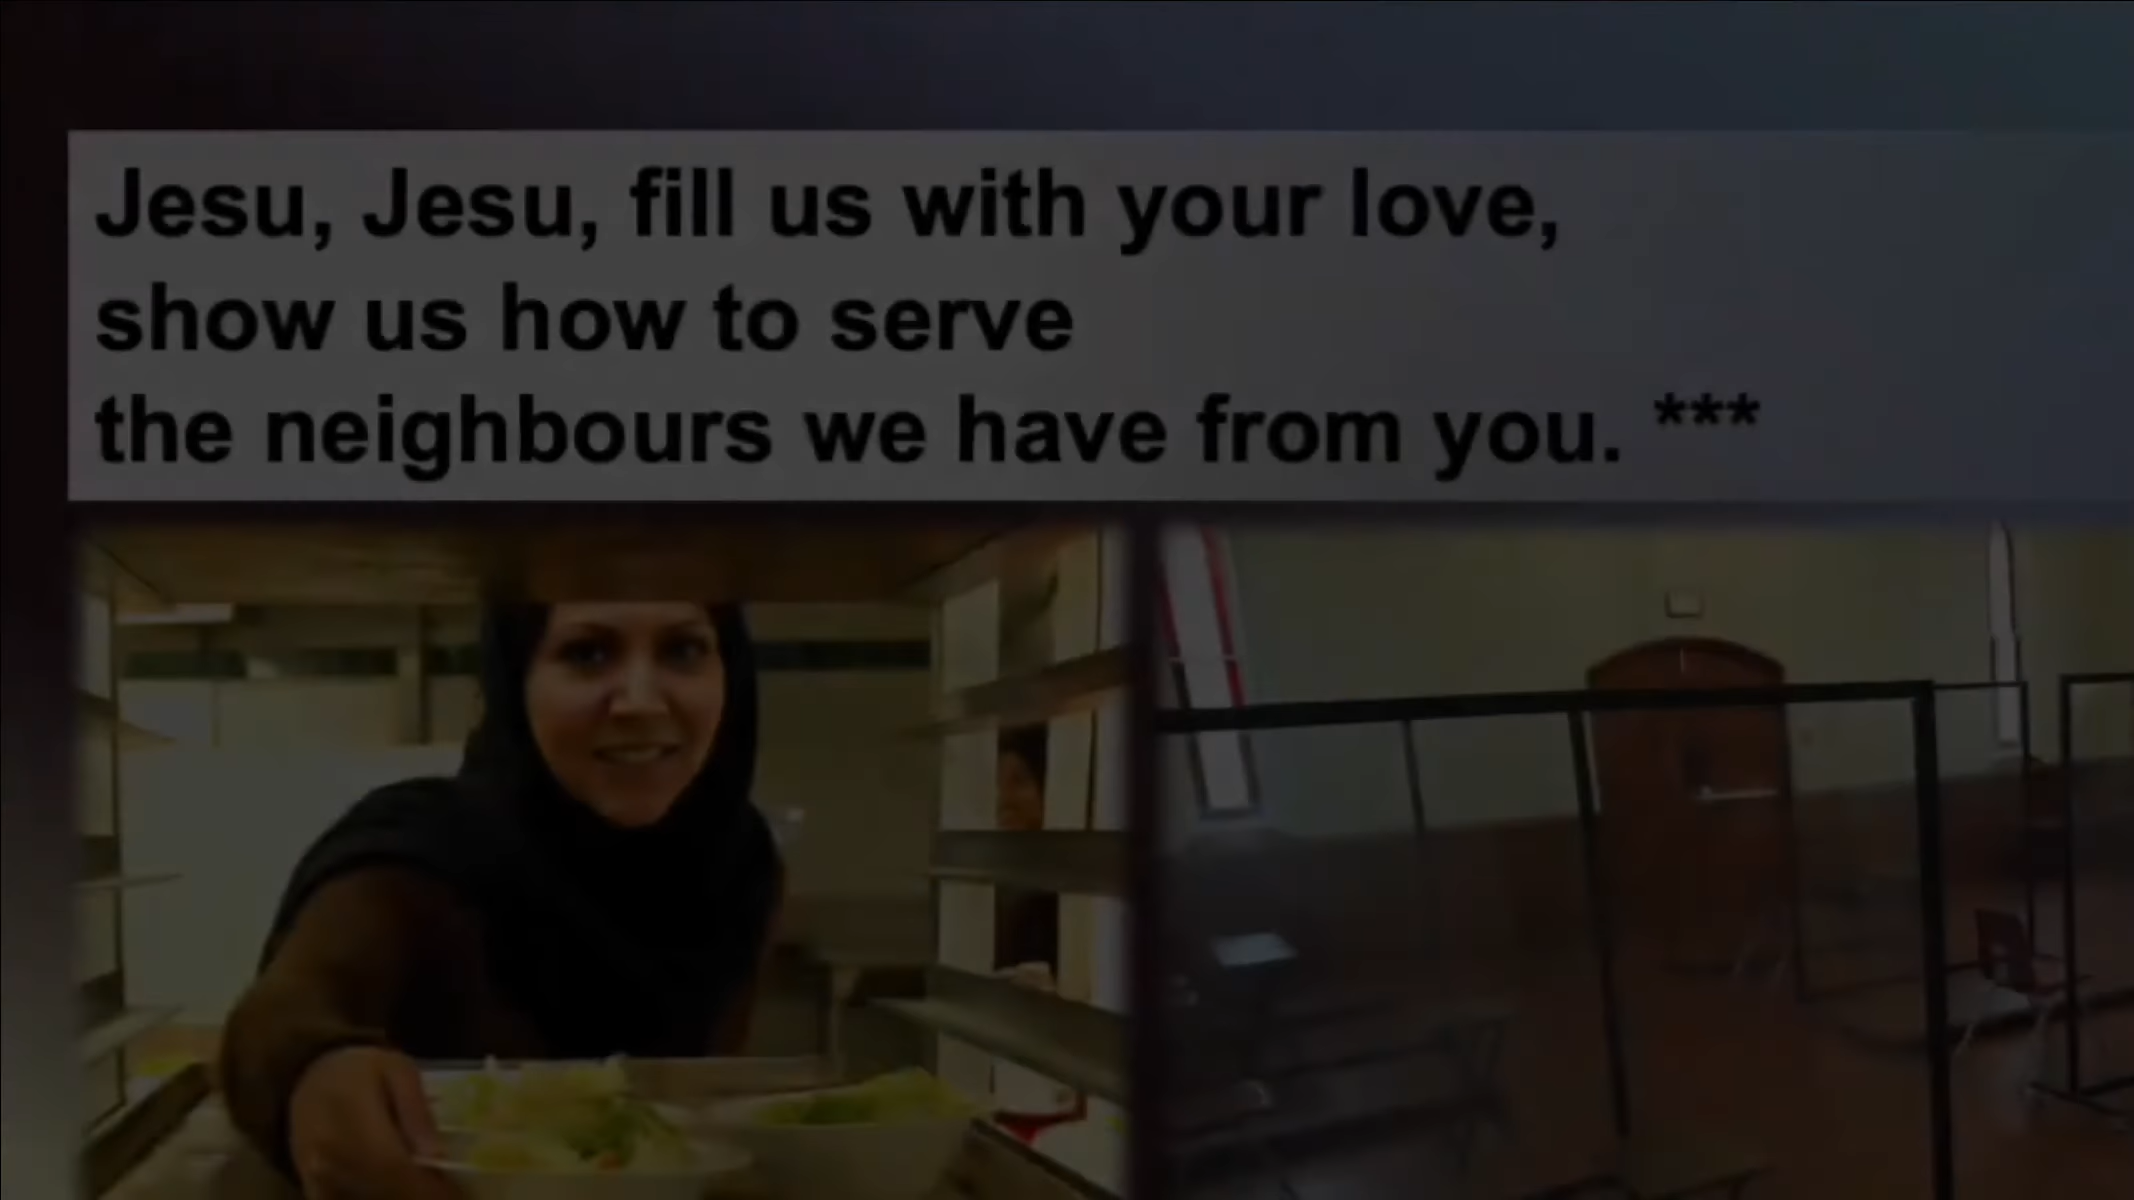 Jesu, Jesu, fill us with your love,
show us how to serve
the neighbours we have from you. ***